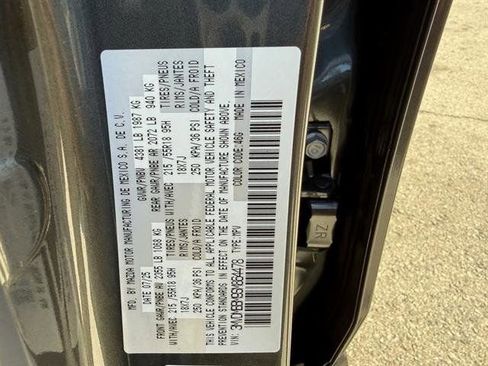 MFD. BY MAZDA MOTOR MANUFACTURING DE MEXICO S.A. DE C.V.
DATE 07/25 GVWR/PNBV 4381 LB 1987 KG
FRONT GAWR/PNBE AV 2355 LB 1068 KG REAR GAWR/PNBE AR 2072 LB 940 KG
WITH/AVEC 215/55R18 95H TIRES/PNEUS WITH/AVEC 215/55R18 95H TIRES/PNEUS
18X7J RIMS/JANTES 18X7J RIMS/JANTES
250 KPA/36 PSI COLD/A FROID 250 KPA/36 PSI COLD/A FROID
THIS VEHICLE CONFORMS TO ALL APPLICABLE FEDERAL MOTOR VEHICLE SAFETY AND THEFT
PREVENTION STANDARDS IN EFFECT ON THE DATE OF MANUFACTURE SHOWN ABOVE.
VIN: TYPE:MPV COLOR CODE:46G MADE IN MEXICO